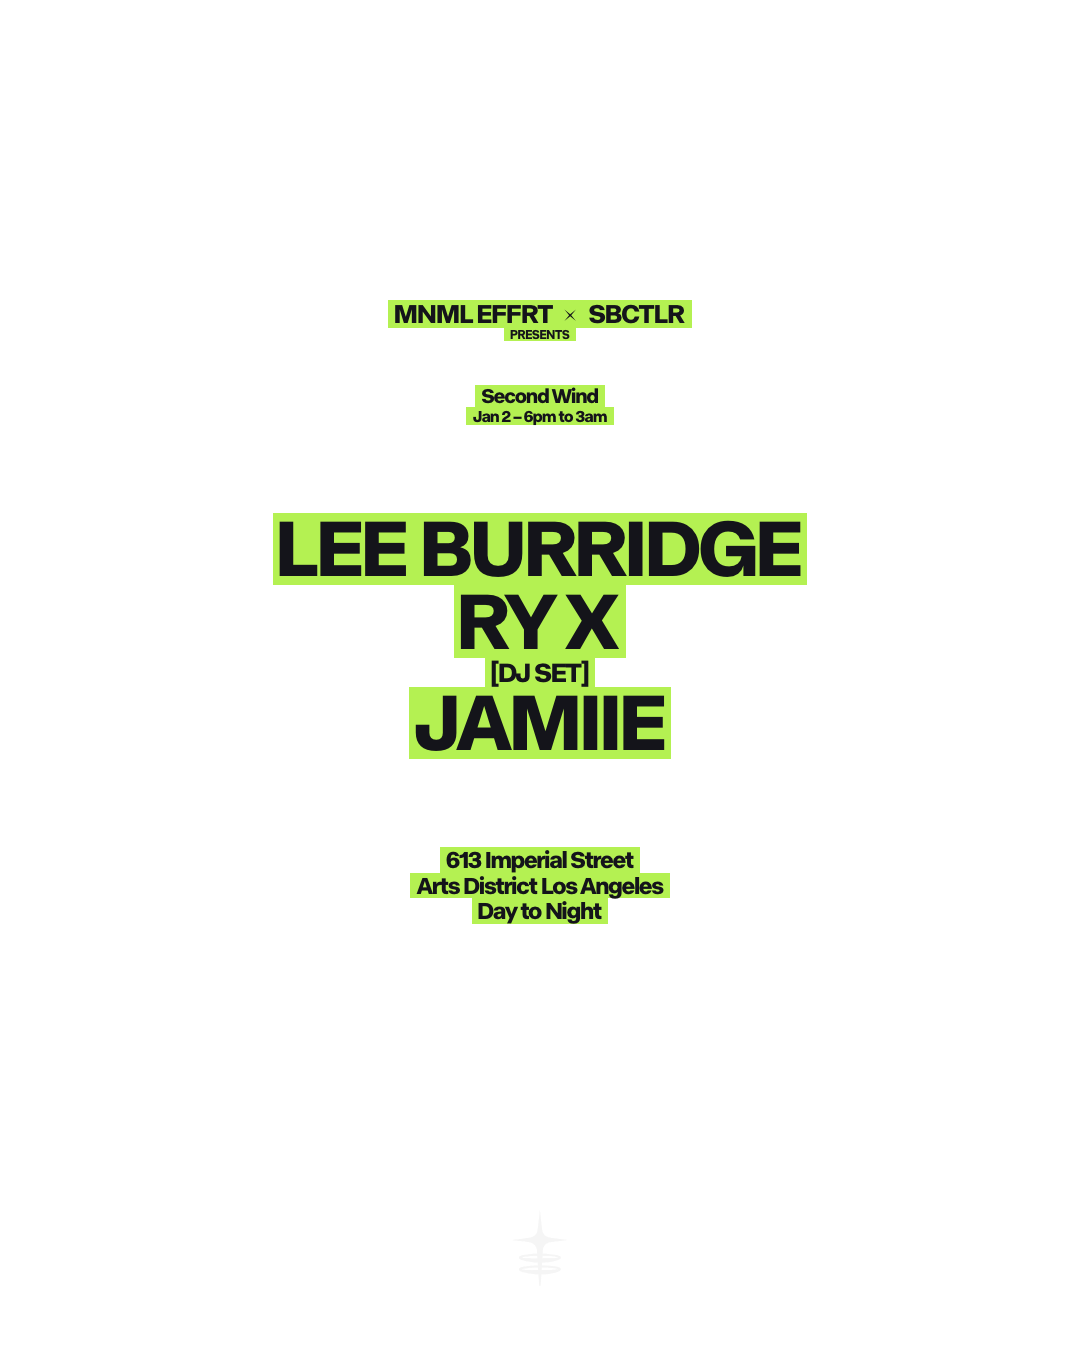 MNML EFFRT × SBCTLR
PRESENTS
Second Wind
Jan 2 – 6pm to 3am
LEE BURRIDGE
RY X
[DJ SET]
JAMIIE
613 Imperial Street
Arts District Los Angeles
Day to Night